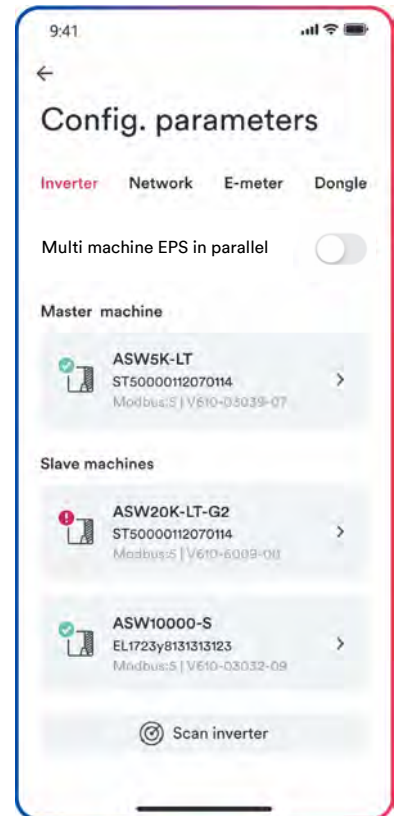 9:41
Config. parameters
Inverter Network E-meter Dongle
Multi machine EPS in parallel
Master machine
ASW5K-LT
ST50000112070114
Modbus:5 | V610-03039-07
Slave machines
ASW20K-LT-G2
ST50000112070114
Modbus:5 | V610-6009-00
ASW10000-S
EL1723y8131313123
Modbus:5 | V610-03032-09
Scan inverter